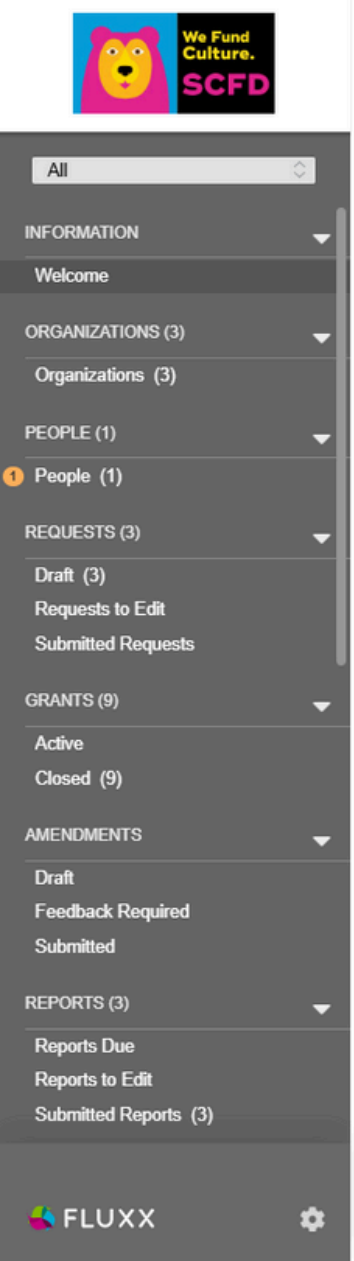 We Fund
Culture.
SCFD
All
INFORMATION
Welcome
ORGANIZATIONS (3)
Organizations (3)
PEOPLE (1)
1 People (1)
REQUESTS (3)
Draft (3)
Requests to Edit
Submitted Requests
GRANTS (9)
Active
Closed (9)
AMENDMENTS
Draft
Feedback Required
Submitted
REPORTS (3)
Reports Due
Reports to Edit
Submitted Reports (3)
FLUXX